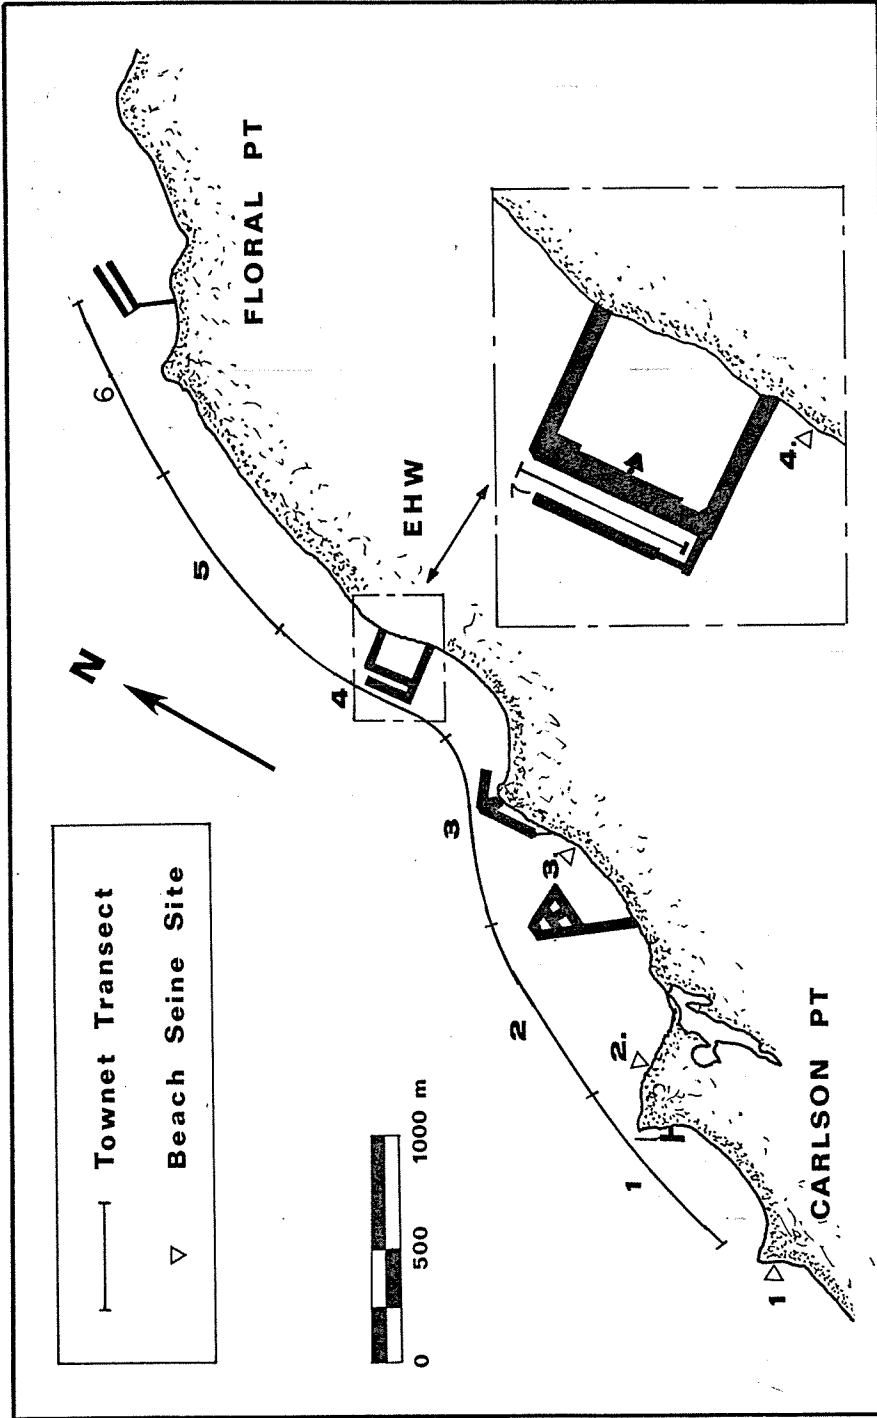 Townet Transect
Beach Seine Site
0 500 1000 m
N
FLORAL PT
EHW
CARLSON PT
1
2
3
4
5
6
7
1
2.
3.
4.